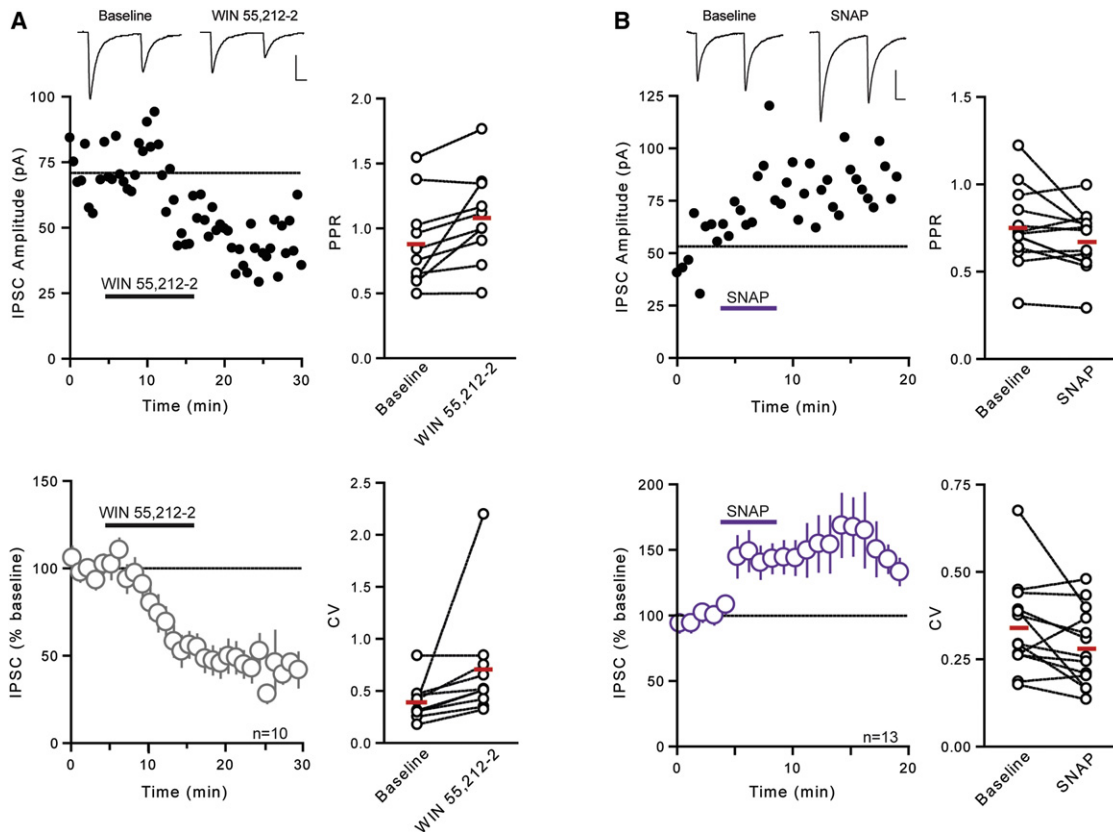 A
Baseline
WIN 55,212-2
IPSC Amplitude (pA)
100
75
50
25
0
WIN 55,212-2
0
10
20
30
Time (min)
PPR
2.0
1.5
1.0
0.5
0.0
Baseline
WIN 55,212-2
IPSC (% baseline)
150
100
50
0
WIN 55,212-2
n=10
0
10
20
30
Time (min)
CV
2.5
2.0
1.5
1.0
0.5
0.0
Baseline
WIN 55,212-2
B
Baseline
SNAP
IPSC Amplitude (pA)
125
100
75
50
25
0
SNAP
0
10
20
Time (min)
PPR
1.5
1.0
0.5
0.0
Baseline
SNAP
IPSC (% baseline)
200
150
100
50
0
SNAP
n=13
0
10
20
Time (min)
CV
0.75
0.50
0.25
0.00
Baseline
SNAP